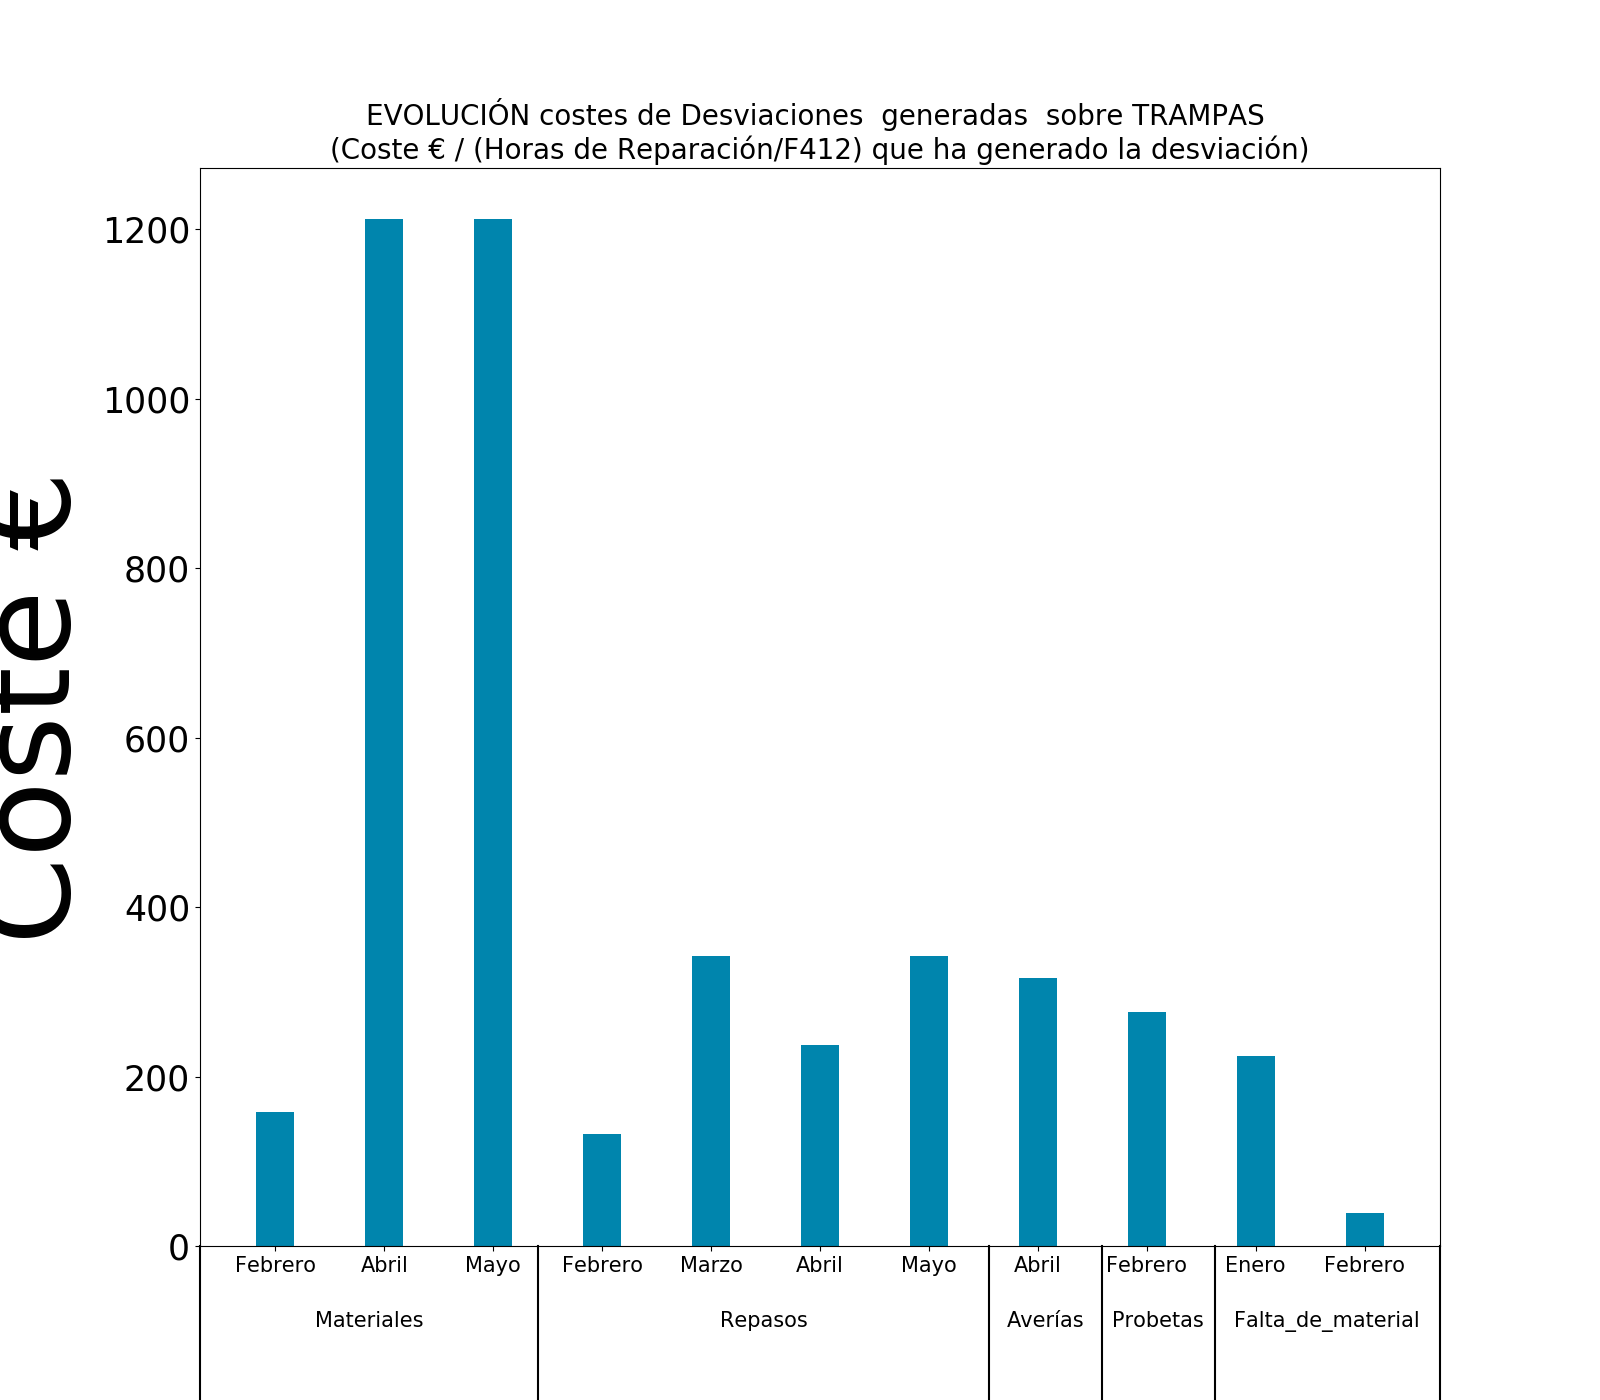 EVOLUCIÓN costes de Desviaciones  generadas  sobre TRAMPAS
(Coste € / (Horas de Reparación/F412) que ha generado la desviación)
Coste €
1200
1000
800
600
400
200
0
Febrero Abril Mayo Febrero Marzo Abril Mayo Abril Febrero Enero Febrero
Materiales Repasos Averías Probetas Falta_de_material